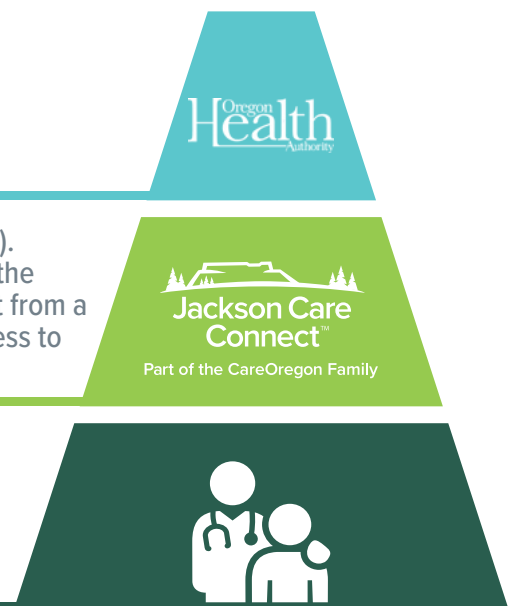 Oregon
Health
Authority
).
the
t from a
ess to
Jackson Care
Connect™
Part of the CareOregon Family